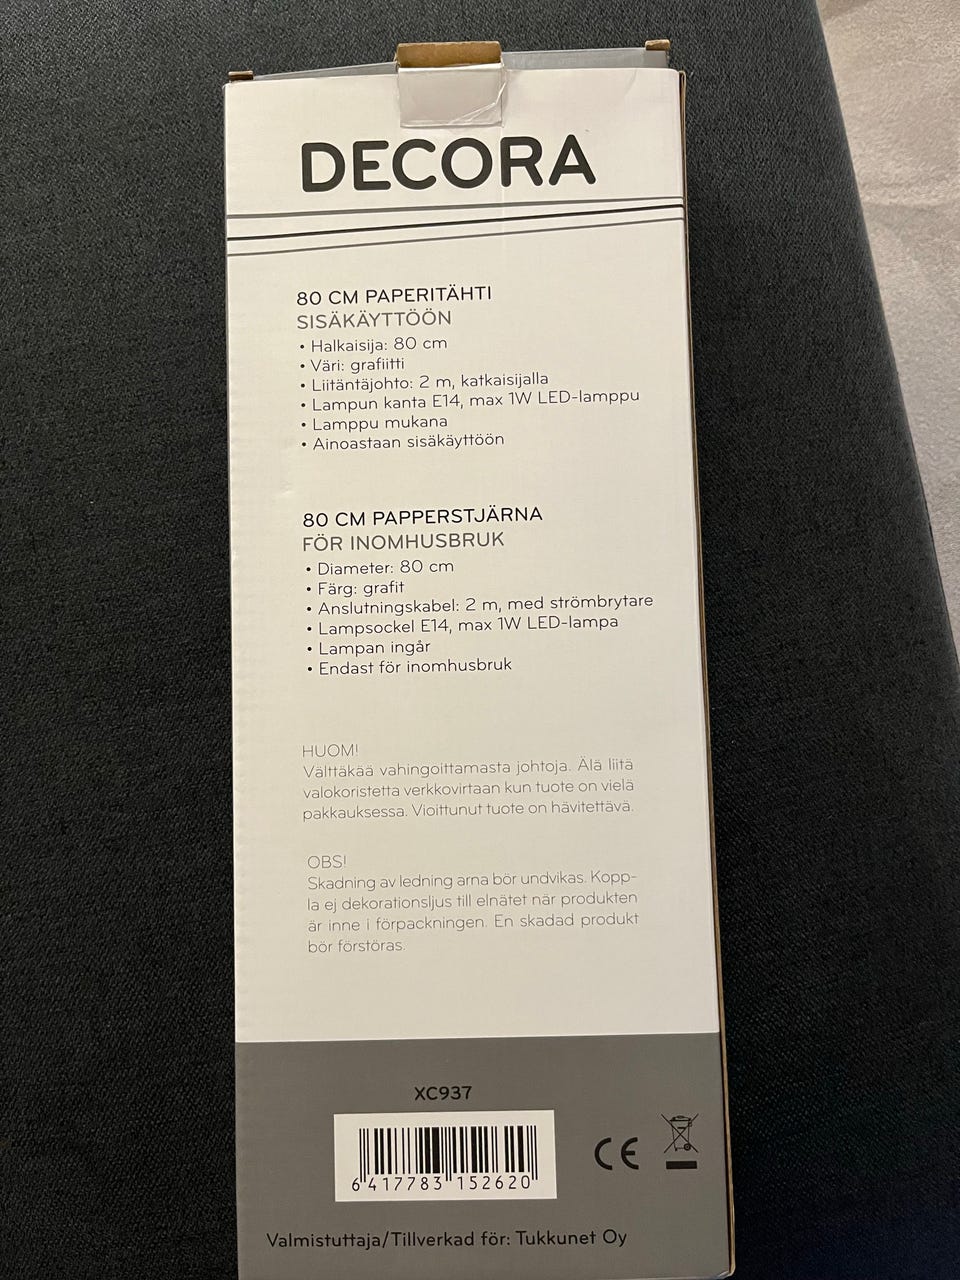 DECORA
80 CM PAPERITÄHTI
SISÄKÄYTTÖÖN
• Halkaisija: 80 cm
• Väri: grafiitti
• Liitäntäjohto: 2 m, katkaisijalla
• Lampun kanta E14, max 1W LED-lamppu
• Lamppu mukana
• Ainoastaan sisäkäyttöön
80 CM PAPPERSTJÄRNA
FÖR INOMHUSBRUK
• Diameter: 80 cm
• Färg: grafit
• Anslutningskabel: 2 m, med strömbrytare
• Lampsockel E14, max 1W LED-lampa
• Lampan ingår
• Endast för inomhusbruk
HUOM!
Välttäkää vahingoittamasta johtoja. Älä liitä
valokoristetta verkkovirtaan kun tuote on vielä
pakkauksessa. Vioittunut tuote on hävitettävä.
OBS!
Skadning av ledning arna bör undvikas. Kopp-
la ej dekorationsljus till elnätet när produkten
är inne i förpackningen. En skadad produkt
bör förstöras.
XC937
6 417783 152620
CE
Valmistuttaja/Tillverkad för: Tukkunet Oy